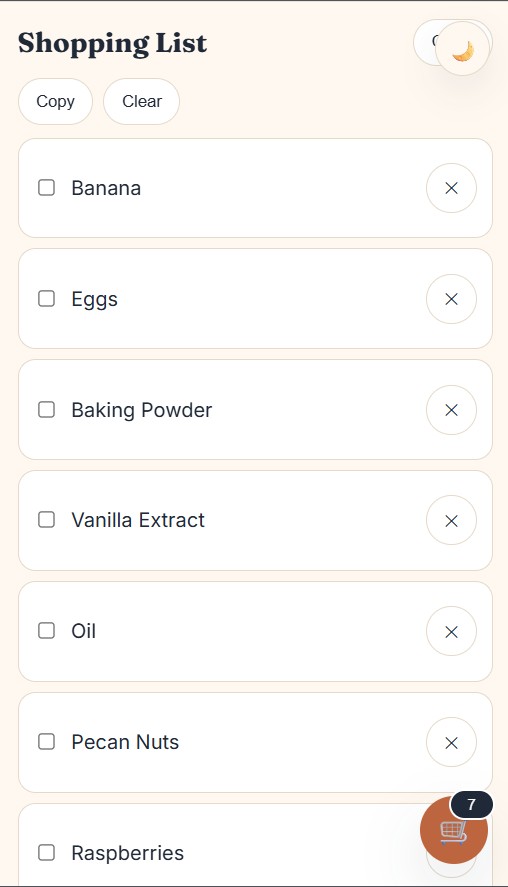 Shopping List
Copy Clear
Banana
Eggs
Baking Powder
Vanilla Extract
Oil
Pecan Nuts
7
Raspberries